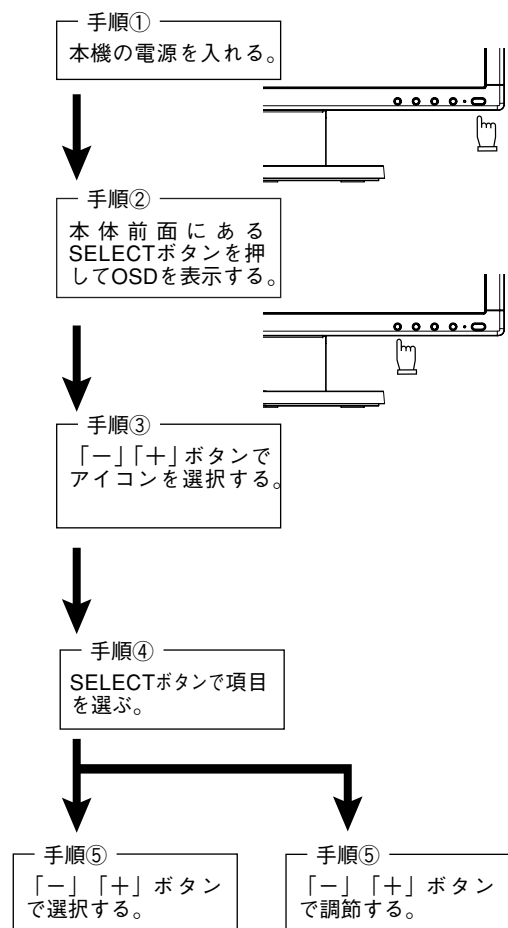 手順①
本機の電源を入れる。
手順②
本体前面にある
SELECTボタンを押
してOSDを表示する。
手順③
「－」「＋」ボタンで
アイコンを選択する。
手順④
SELECTボタンで項目
を選ぶ。
手順⑤
「－」「＋」ボタン
で選択する。
手順⑤
「－」「＋」ボタン
で調節する。